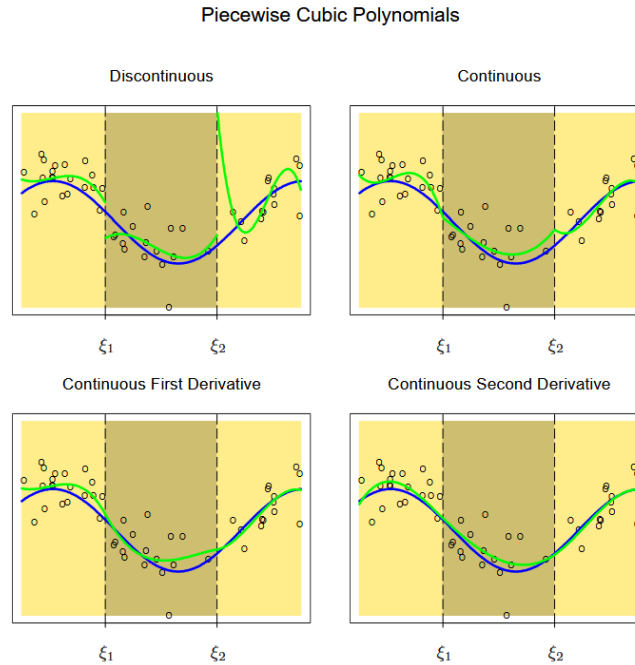 Piecewise Cubic Polynomials
Discontinuous
Continuous
ξ1 ξ2
ξ1 ξ2
Continuous First Derivative
Continuous Second Derivative
ξ1 ξ2
ξ1 ξ2